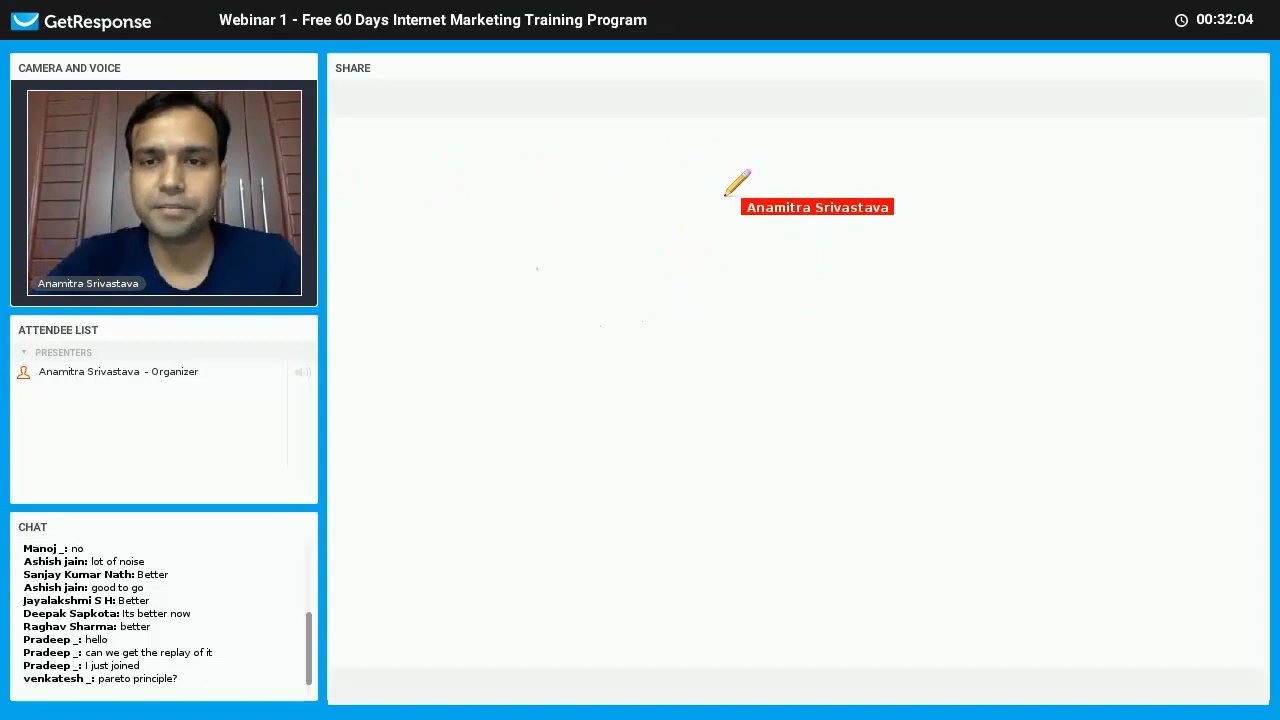 GetResponse
Webinar 1 - Free 60 Days Internet Marketing Training Program
00:32:04
CAMERA AND VOICE
Anamitra Srivastava
ATTENDEE LIST
PRESENTERS
Anamitra Srivastava - Organizer
CHAT
Manoj _: no
Ashish jain: lot of noise
Sanjay Kumar Nath: Better
Ashish jain: good to go
Jayalakshmi S H: Better
Deepak Sapkota: Its better now
Raghav Sharma: better
Pradeep _: hello
Pradeep _: can we get the replay of it
Pradeep _: I just joined
venkatesh _: pareto principle?
SHARE
Anamitra Srivastava